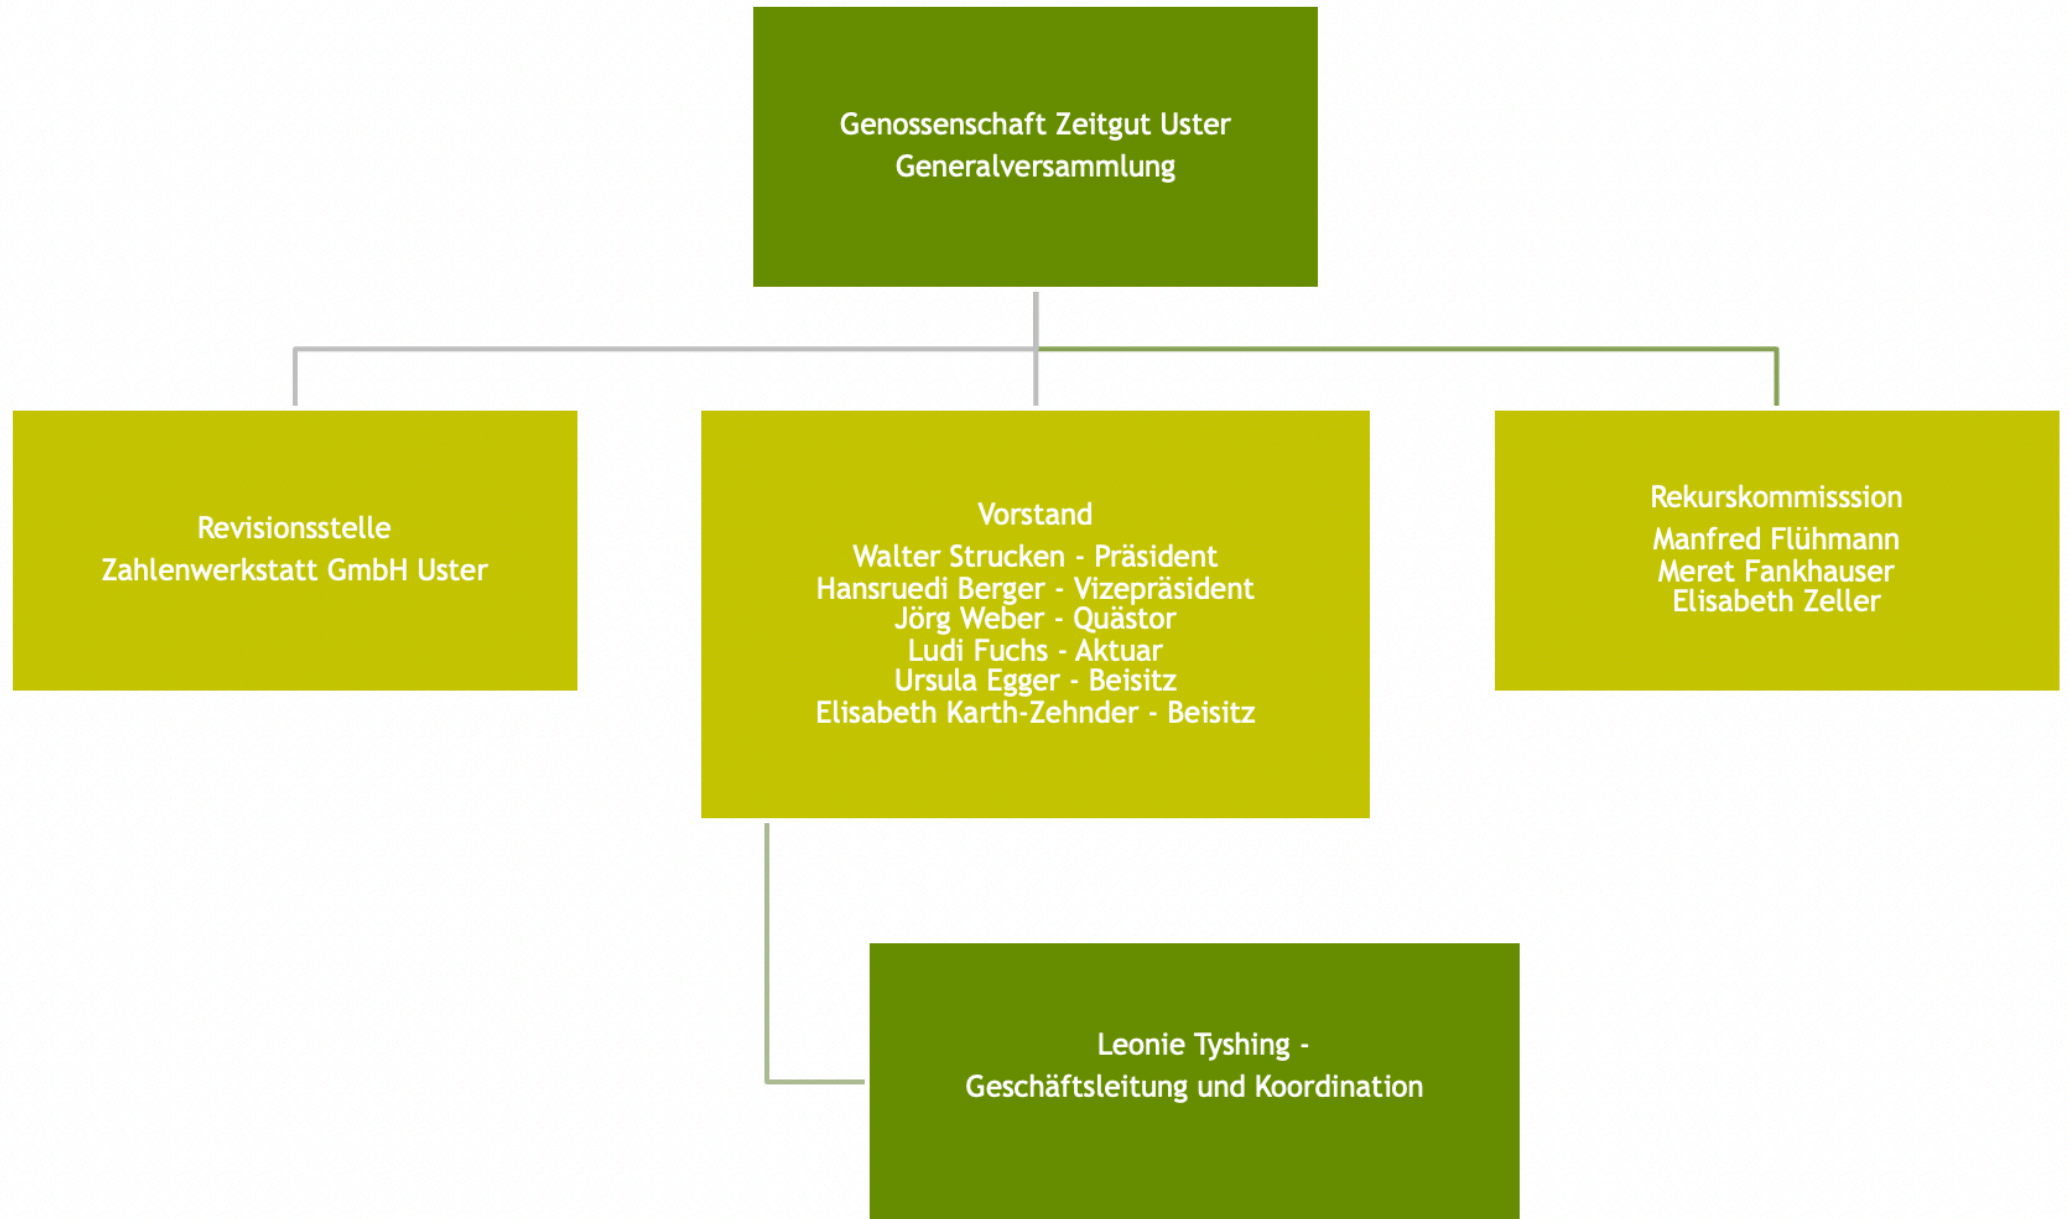 Genossenschaft Zeitgut Uster
Generalversammlung
Revisionsstelle
Zahlenwerkstatt GmbH Uster
Vorstand
Walter Strucken - Präsident
Hansruedi Berger - Vizepräsident
Jörg Weber - Quästor
Ludi Fuchs - Aktuar
Ursula Egger - Beisitz
Elisabeth Karth-Zehnder - Beisitz
Rekurskommisssion
Manfred Flühmann
Meret Fankhauser
Elisabeth Zeller
Leonie Tyshing -
Geschäftsleitung und Koordination